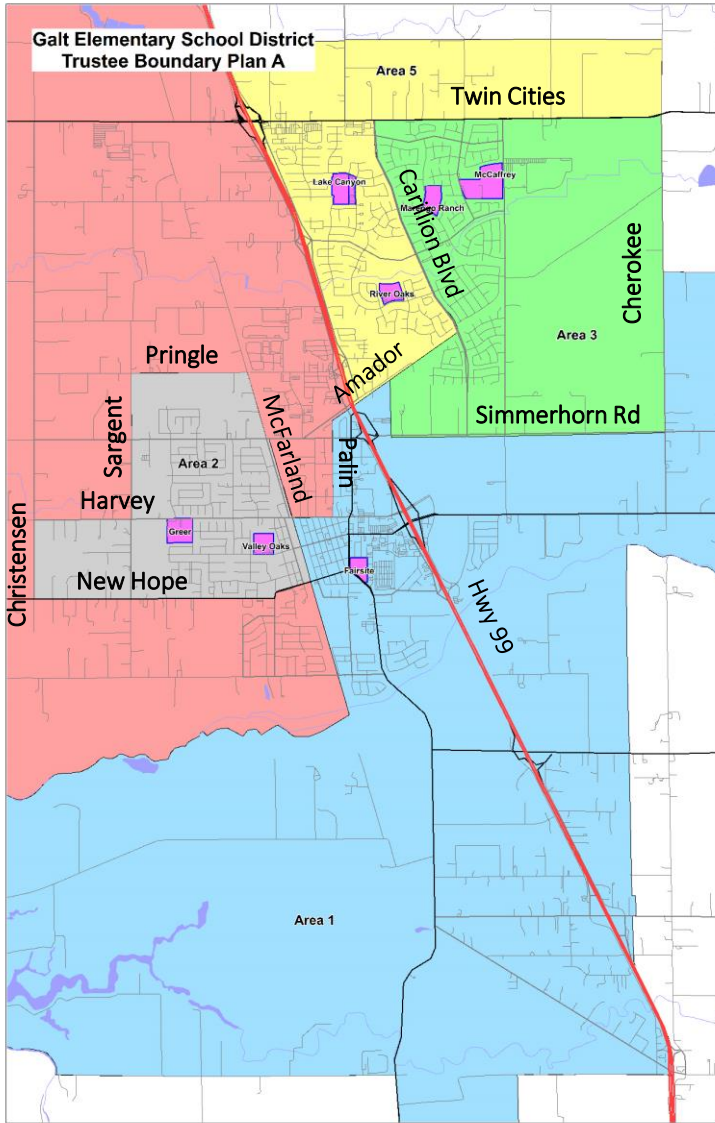 Galt Elementary School District
Trustee Boundary Plan A
Area 5
Twin Cities
McCaffrey
Lake Canyon
Marengo Ranch
Carillion Blvd
Cherokee
River Oaks
Area 3
Pringle
Amador
Simmerhorn Rd
Sargent
McFarland
Palin
Area 2
Harvey
Christensen
Greer
Valley Oaks
Fairsite
New Hope
Hwy 99
Area 1